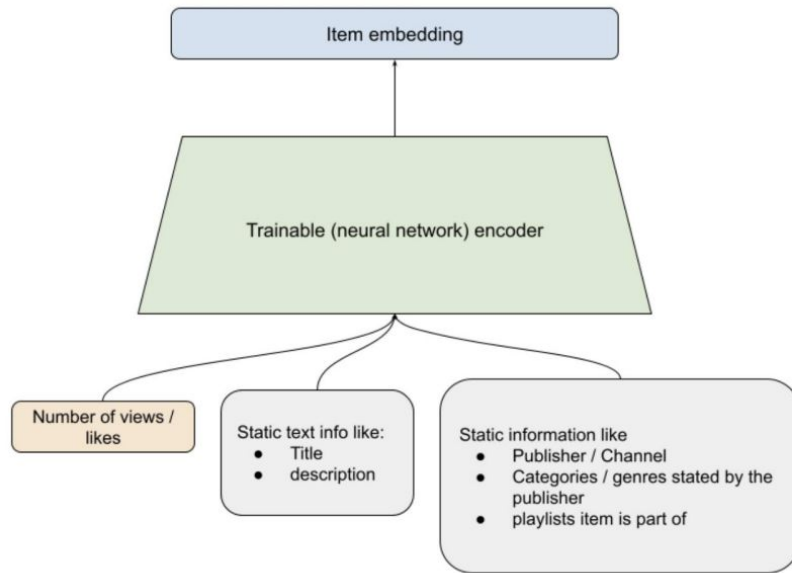 Item embedding
Trainable (neural network) encoder
Number of views /
likes
Static text info like:
● Title
● description
Static information like
● Publisher / Channel
● Categories / genres stated by the
publisher
● playlists item is part of